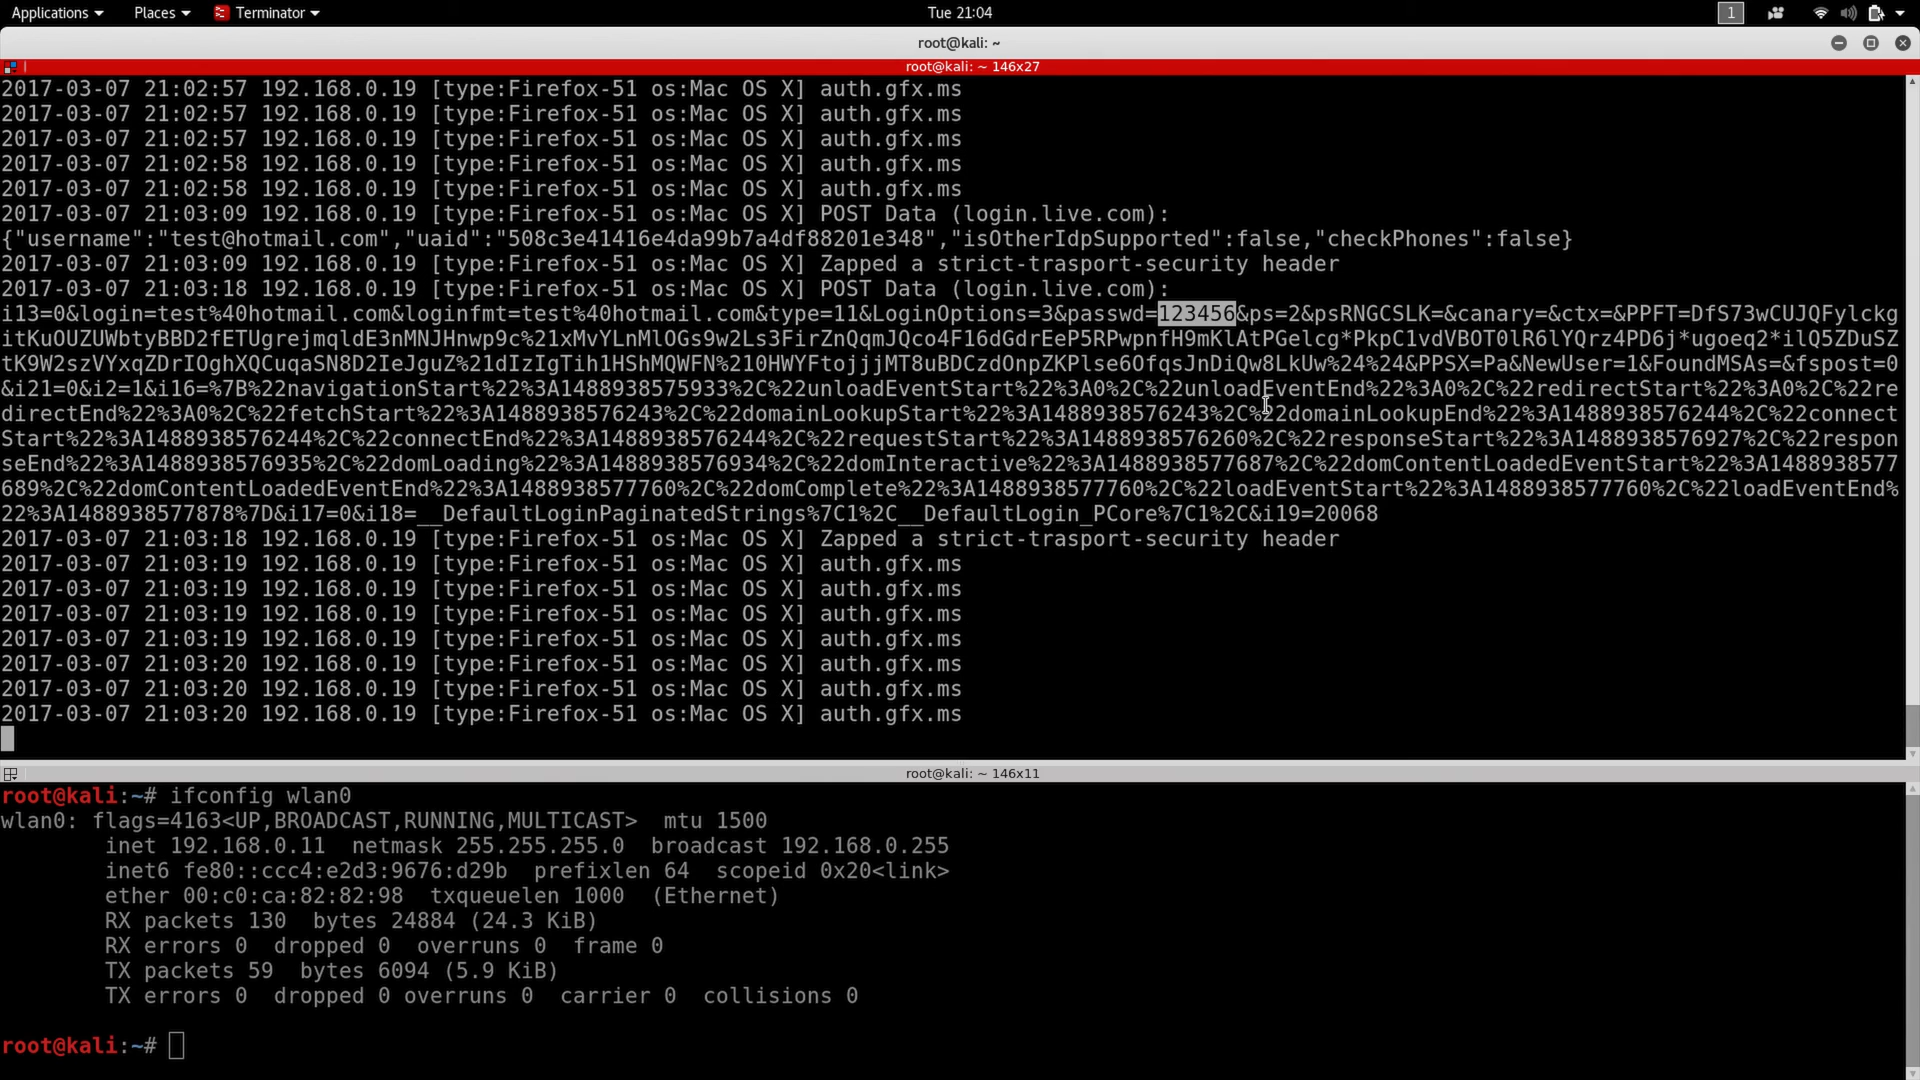 Applications Places Terminator Tue 21:04 1
root@kali: ~
root@kali: ~ 146x27
2017-03-07 21:02:57 192.168.0.19 [type:Firefox-51 os:Mac OS X] auth.gfx.ms
2017-03-07 21:02:57 192.168.0.19 [type:Firefox-51 os:Mac OS X] auth.gfx.ms
2017-03-07 21:02:57 192.168.0.19 [type:Firefox-51 os:Mac OS X] auth.gfx.ms
2017-03-07 21:02:58 192.168.0.19 [type:Firefox-51 os:Mac OS X] auth.gfx.ms
2017-03-07 21:02:58 192.168.0.19 [type:Firefox-51 os:Mac OS X] auth.gfx.ms
2017-03-07 21:03:09 192.168.0.19 [type:Firefox-51 os:Mac OS X] POST Data (login.live.com):
{"username":"test@hotmail.com","uaid":"508c3e41416e4da99b7a4df88201e348","isOtherIdpSupported":false,"checkPhones":false}
2017-03-07 21:03:09 192.168.0.19 [type:Firefox-51 os:Mac OS X] Zapped a strict-trasport-security header
2017-03-07 21:03:18 192.168.0.19 [type:Firefox-51 os:Mac OS X] POST Data (login.live.com):
i13=0&login=test%40hotmail.com&loginfmt=test%40hotmail.com&type=11&LoginOptions=3&passwd=123456&ps=2&psRNGCSLK=&canary=&ctx=&PPFT=DfS73wCUJQFylckg
itKuOUZUWbtyBBD2fETUgrejmqldE3nMNJHnwp9c%21xMvYLnMlOGs9w2Ls3FirZnQqmJQco4F16dGdrEeP5RPwpnfH9mKlAtPGelcg*PkpC1vdVBOT0lR6lYQrz4PD6j*ugoeq2*ilQ5ZDuSZ
tK9W2szVYxqZDrIOghXQCuqaSN8D2IeJguZ%21dIzIgTih1HShMQWFN%210HWYFtojjjMT8uBDCzdOnpZKPlse6OfqsJnDiQw8LkUw%24%24&PPSX=Pa&NewUser=1&FoundMSAs=&fspost=0
&i21=0&i2=1&i16=%7B%22navigationStart%22%3A1488938575933%2C%22unloadEventStart%22%3A0%2C%22unloadEventEnd%22%3A0%2C%22redirectStart%22%3A0%2C%22re
directEnd%22%3A0%2C%22fetchStart%22%3A1488938576243%2C%22domainLookupStart%22%3A1488938576243%2C%22domainLookupEnd%22%3A1488938576244%2C%22connect
Start%22%3A1488938576244%2C%22connectEnd%22%3A1488938576244%2C%22requestStart%22%3A1488938576260%2C%22responseStart%22%3A1488938576927%2C%22respon
seEnd%22%3A1488938576935%2C%22domLoading%22%3A1488938576934%2C%22domInteractive%22%3A1488938577687%2C%22domContentLoadedEventStart%22%3A1488938577
689%2C%22domContentLoadedEventEnd%22%3A1488938577760%2C%22domComplete%22%3A1488938577760%2C%22loadEventStart%22%3A1488938577760%2C%22loadEventEnd%
22%3A1488938577878%7D&i17=0&i18=__DefaultLoginPaginatedStrings%7C1%2C__DefaultLogin_PCore%7C1%2C&i19=20068
2017-03-07 21:03:18 192.168.0.19 [type:Firefox-51 os:Mac OS X] Zapped a strict-trasport-security header
2017-03-07 21:03:19 192.168.0.19 [type:Firefox-51 os:Mac OS X] auth.gfx.ms
2017-03-07 21:03:19 192.168.0.19 [type:Firefox-51 os:Mac OS X] auth.gfx.ms
2017-03-07 21:03:19 192.168.0.19 [type:Firefox-51 os:Mac OS X] auth.gfx.ms
2017-03-07 21:03:19 192.168.0.19 [type:Firefox-51 os:Mac OS X] auth.gfx.ms
2017-03-07 21:03:20 192.168.0.19 [type:Firefox-51 os:Mac OS X] auth.gfx.ms
2017-03-07 21:03:20 192.168.0.19 [type:Firefox-51 os:Mac OS X] auth.gfx.ms
2017-03-07 21:03:20 192.168.0.19 [type:Firefox-51 os:Mac OS X] auth.gfx.ms
root@kali: ~ 146x11
root@kali:~# ifconfig wlan0
wlan0: flags=4163<UP,BROADCAST,RUNNING,MULTICAST>  mtu 1500
inet 192.168.0.11  netmask 255.255.255.0  broadcast 192.168.0.255
inet6 fe80::ccc4:e2d3:9676:d29b  prefixlen 64  scopeid 0x20<link>
ether 00:c0:ca:82:82:98  txqueuelen 1000  (Ethernet)
RX packets 130  bytes 24884 (24.3 KiB)
RX errors 0  dropped 0  overruns 0  frame 0
TX packets 59  bytes 6094 (5.9 KiB)
TX errors 0  dropped 0 overruns 0  carrier 0  collisions 0
root@kali:~#